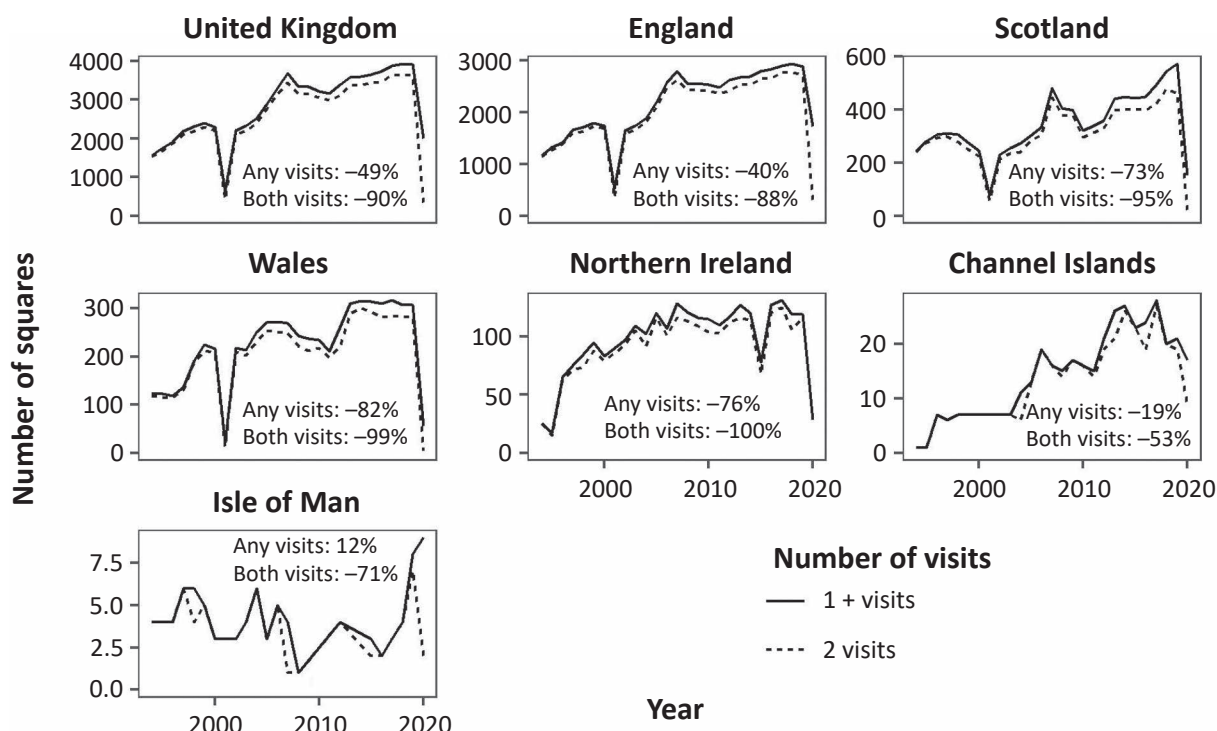 United Kingdom
4000
3000
2000
1000
0
Any visits: –49%
Both visits: –90%
England
3000
2000
1000
0
Any visits: –40%
Both visits: –88%
Scotland
600
400
200
0
Any visits: –73%
Both visits: –95%
Number of squares
Wales
300
200
100
0
Any visits: –82%
Both visits: –99%
Northern Ireland
100
50
0
Any visits: –76%
Both visits: –100%
2000
2010
2020
Channel Islands
20
10
0
Any visits: –19%
Both visits: –53%
2000
2010
2020
Isle of Man
7.5
5.0
2.5
0.0
Any visits: 12%
Both visits: –71%
2000
2010
2020
Number of visits
1 + visits
2 visits
Year